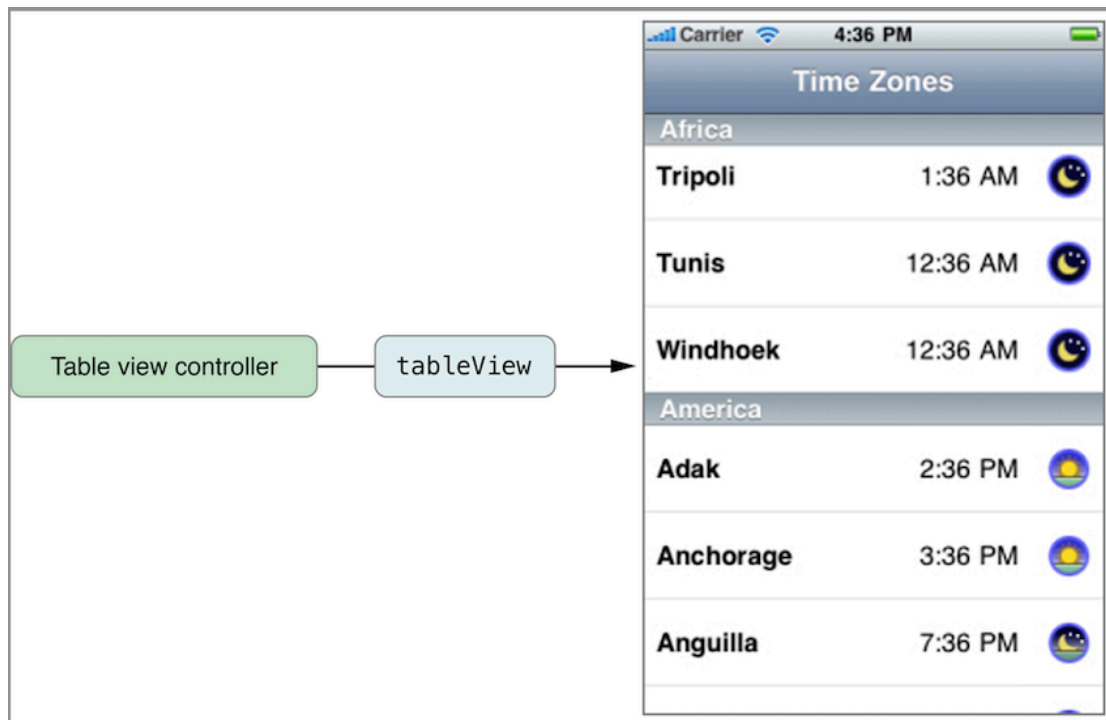 Carrier 4:36 PM
Time Zones
Africa
Tripoli 1:36 AM
Tunis 12:36 AM
Table view controller tableView Windhoek 12:36 AM
America
Adak 2:36 PM
Anchorage 3:36 PM
Anguilla 7:36 PM